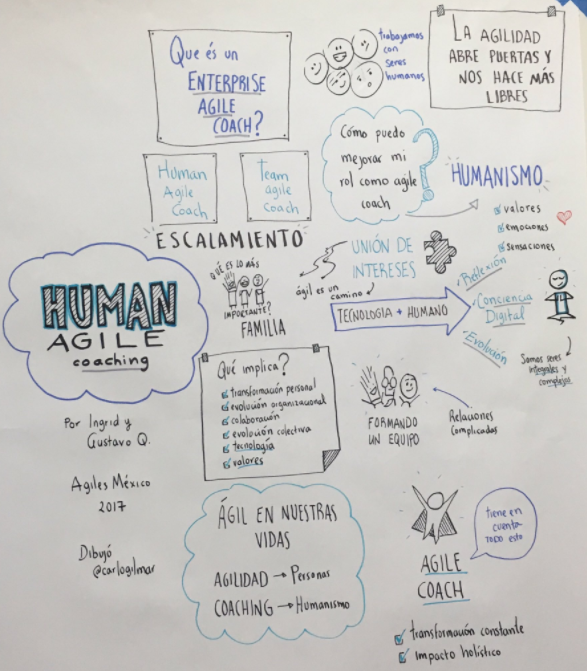 Que és un
ENTERPRISE
AGILE
COACH?
trabajamos
con
seres
humanos
LA AGILIDAD
ABRE PUERTAS Y
NOS HACE MÁS
LIBRES
Human
Agile
Coach
Team
agile
coach
Cómo puedo
mejorar mi
rol como agile
coach
?
HUMANISMO
valores
emociones
sensaciones
ESCALAMIENTO
HUMAN
AGILE
coaching
QUÉ ES LO MÁS
IMPORTANTE?
FAMILIA
UNIÓN DE
INTERESES
ágil es un
camino
TECNOLOGIA + HUMANO
Reflexión
Conciencia
Digital
Evolución
Somos seres
integrales y
complejos
Qué implica?
transformación personal
evolución organizacional
colaboración
evolución colectiva
tecnología
valores
FORMANDO
UN EQUIPO
Relaciones
Complicadas
Por Ingrid y
Gustavo Q.
Agiles México
2017
Dibujó
@carlogilmar
ÁGIL EN NUESTRAS
VIDAS
AGILIDAD → Personas
COACHING → Humanismo
AGILE
COACH
tiene en
cuenta
TODO esto
transformación constante
impacto holístico